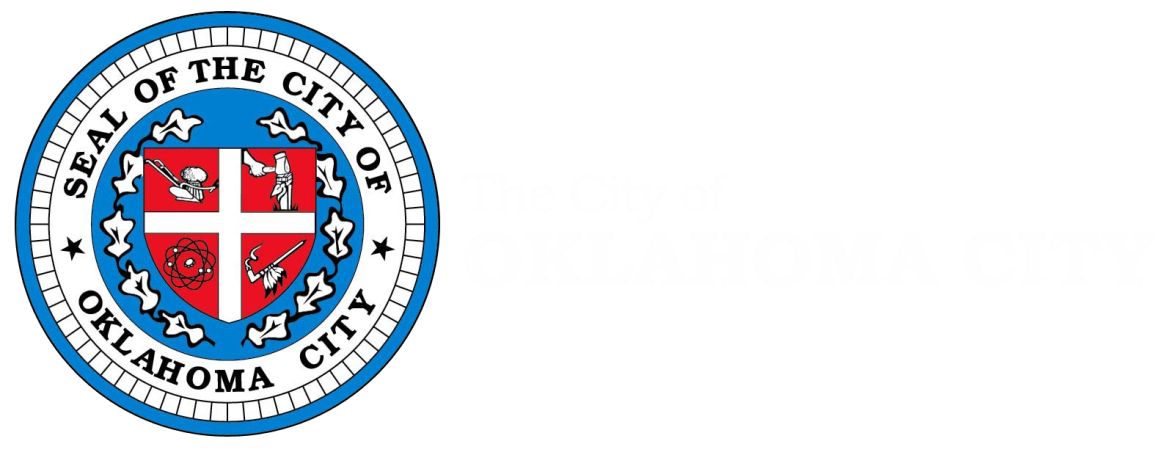 SEAL OF THE CITY OF
OKLAHOMA CITY
The City of
OKLAHOMA CITY